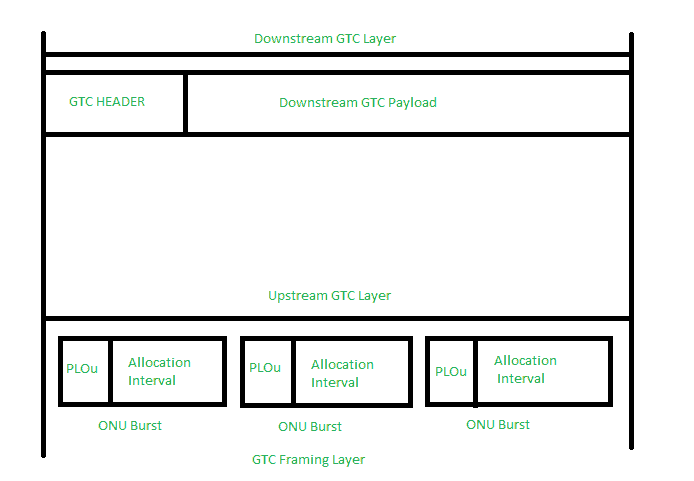 Downstream GTC Layer
GTC HEADER
Downstream GTC Payload
Upstream GTC Layer
PLOu
Allocation
Interval
PLOu
Allocation
Interval
PLOu
Allocation
Interval
ONU Burst
ONU Burst
ONU Burst
GTC Framing Layer